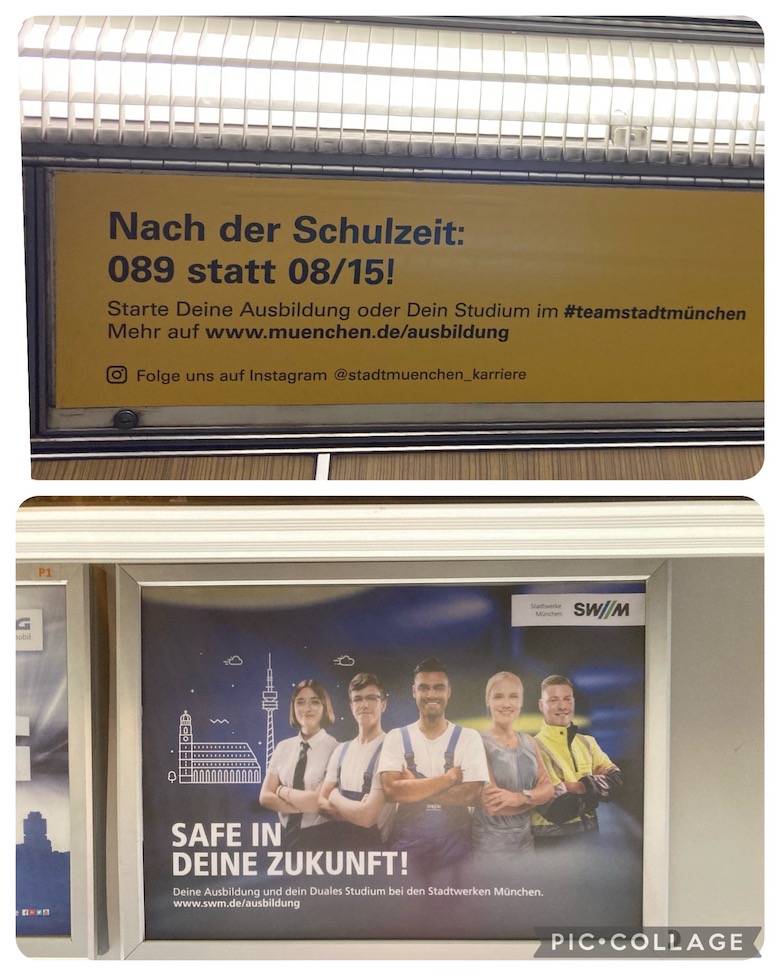 Nach der Schulzeit:
089 statt 08/15!
Starte Deine Ausbildung oder Dein Studium im #teamstadtmünchen
Mehr auf www.muenchen.de/ausbildung
Folge uns auf Instagram @stadtmuenchen_karriere
P1
G
Stadtwerke
München
SW//M
SAFE IN
DEINE ZUKUNFT!
Deine Ausbildung und dein Duales Studium bei den Stadtwerken München.
www.swm.de/ausbildung
PIC•COLLAGE